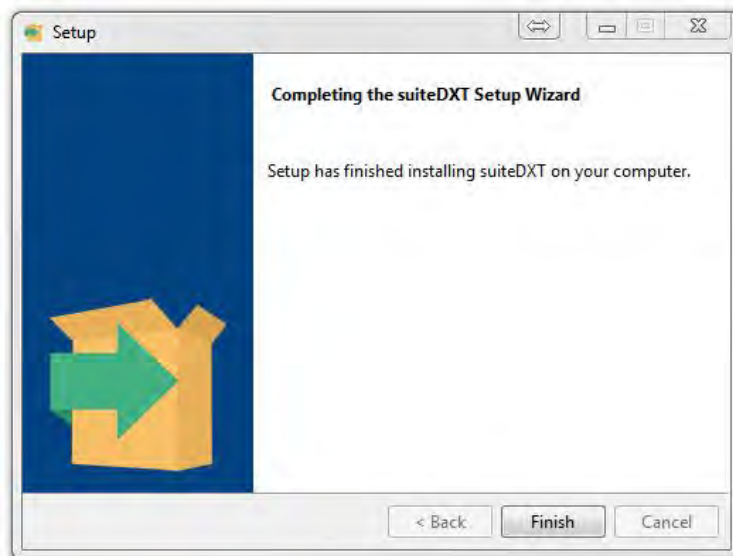 Setup
Completing the suiteDXT Setup Wizard
Setup has finished installing suiteDXT on your computer.
< Back
Finish
Cancel